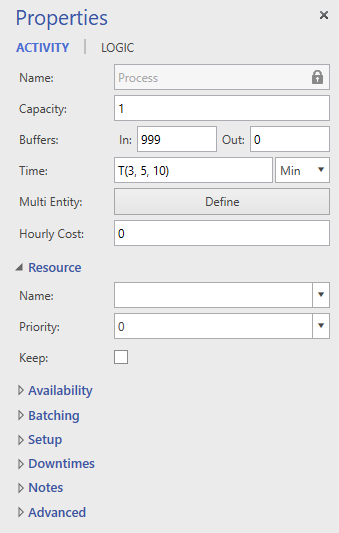 Properties
ACTIVITY | LOGIC
Name: Process
Capacity: 1
Buffers: In: 999 Out: 0
Time: T(3, 5, 10) Min
Multi Entity: Define
Hourly Cost: 0
Resource
Name:
Priority: 0
Keep:
Availability
Batching
Setup
Downtimes
Notes
Advanced